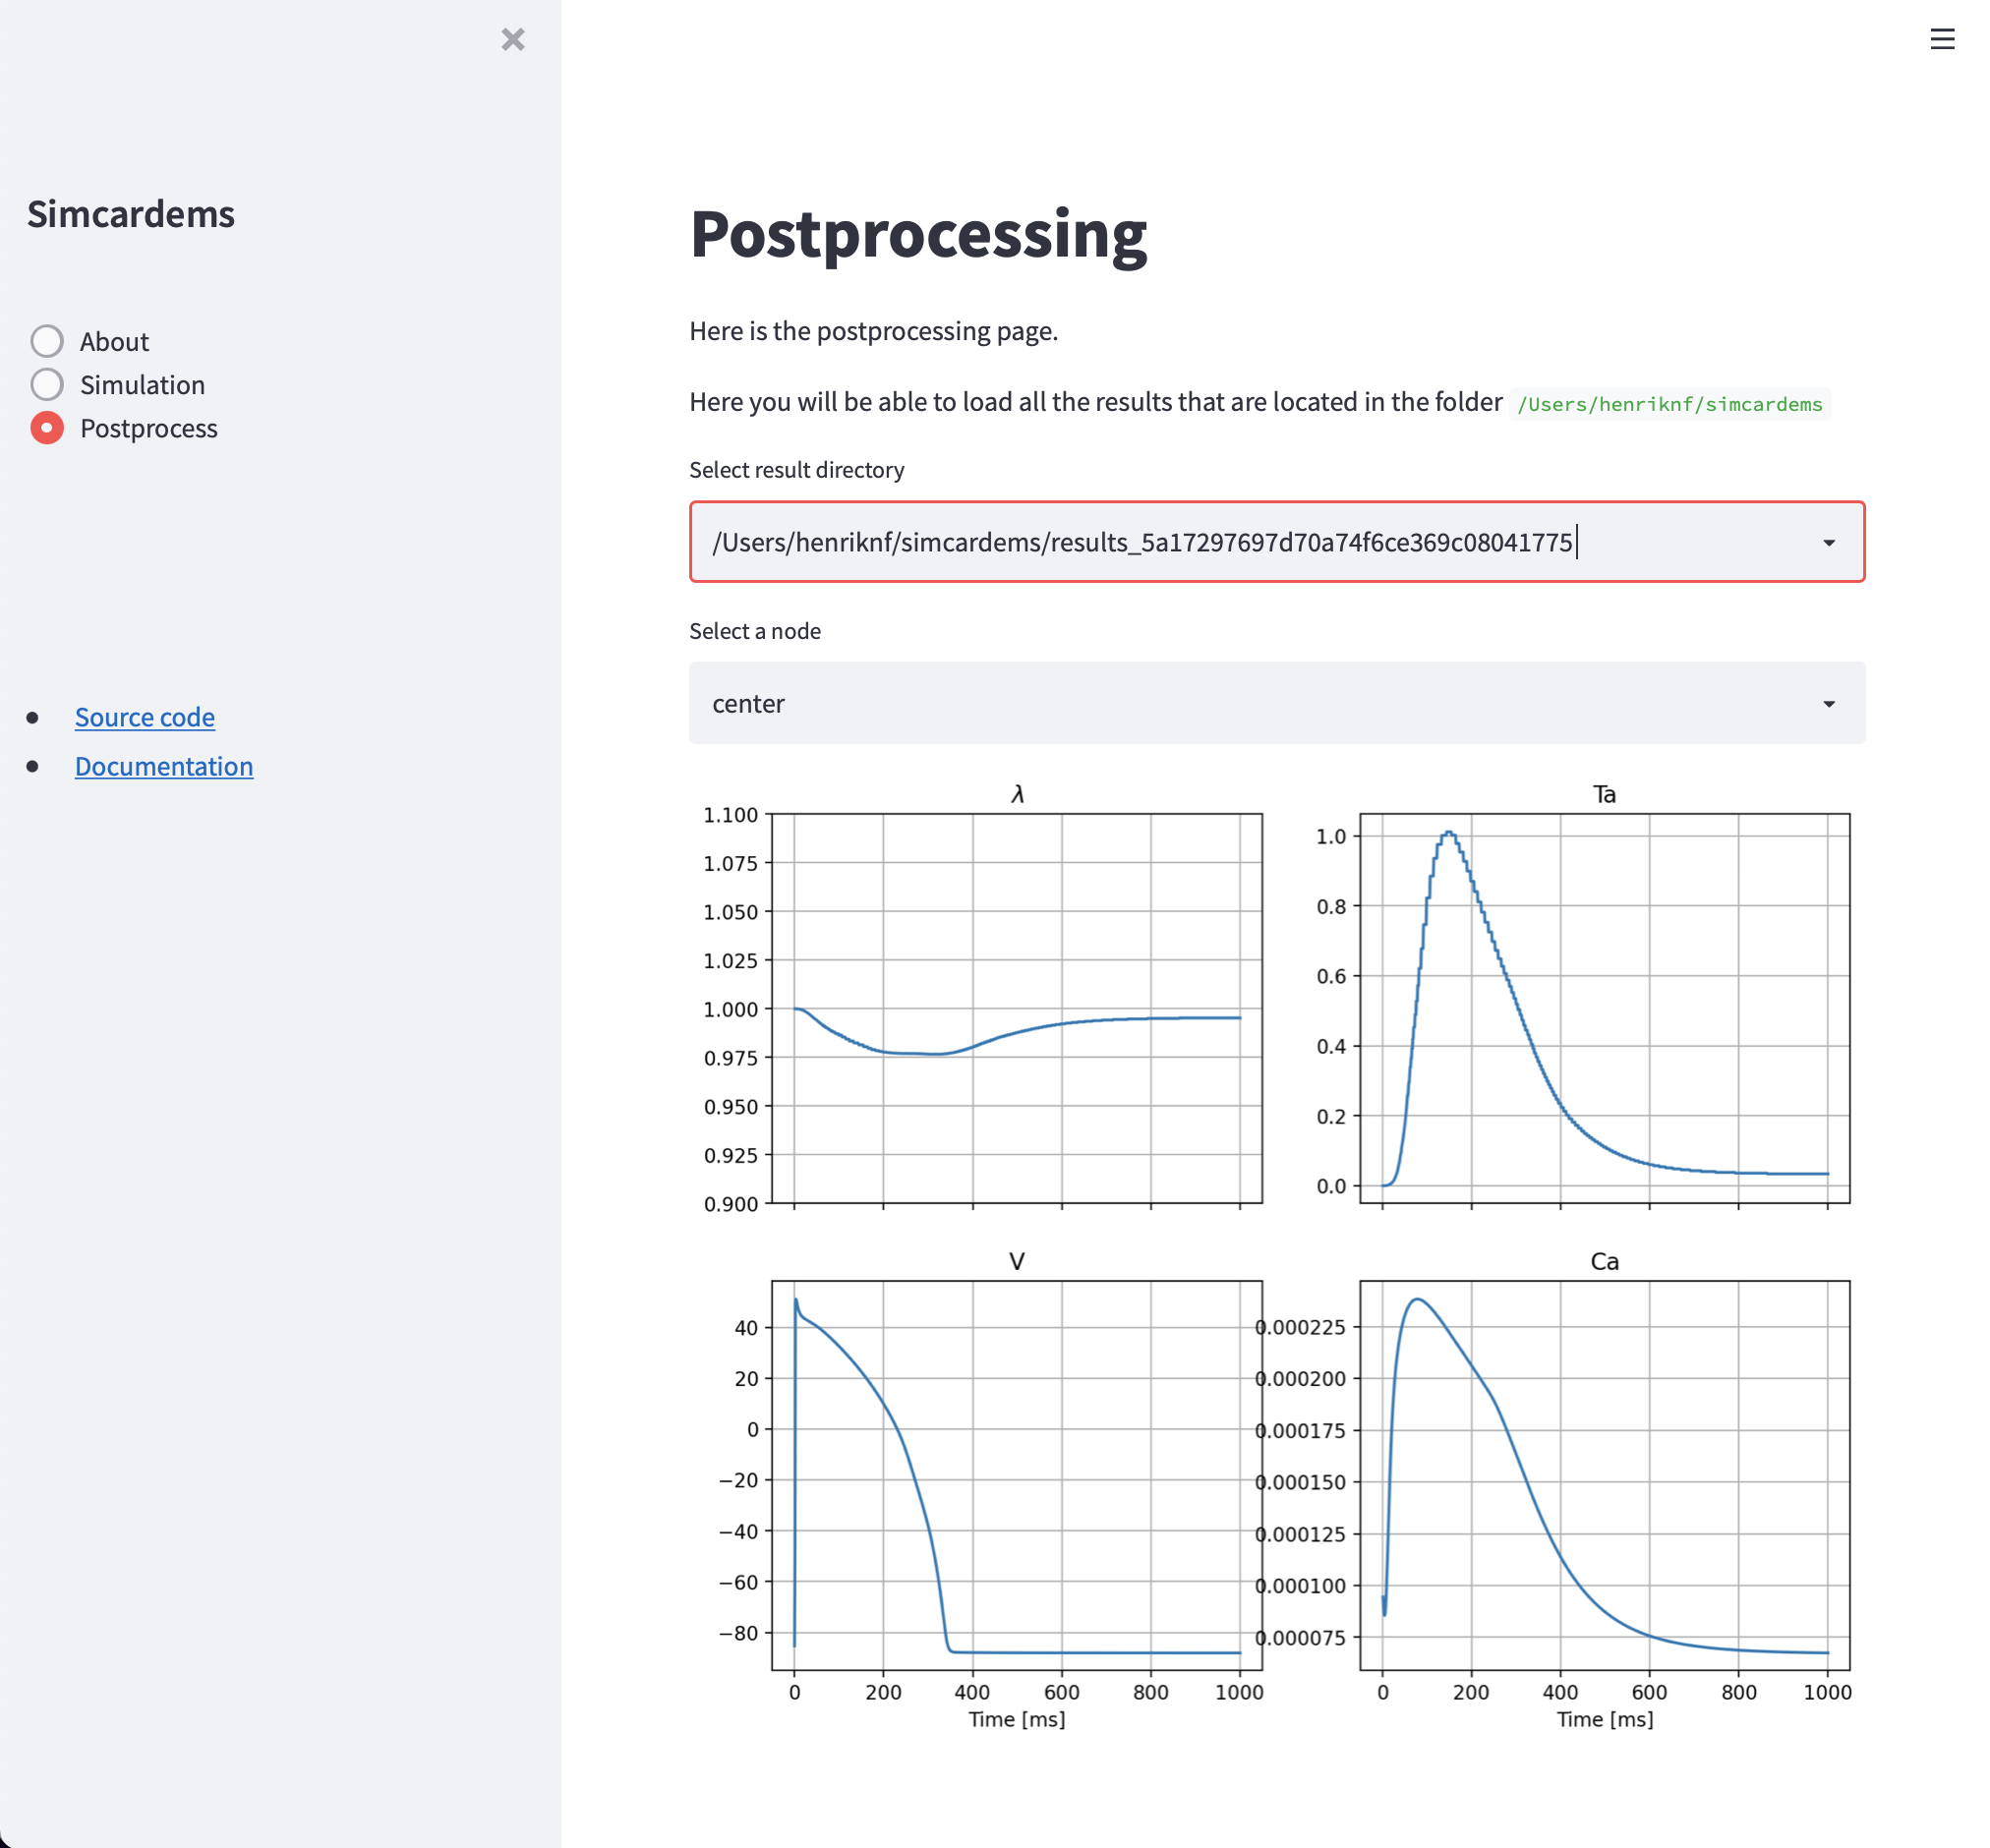 Simcardems
About
Simulation
Postprocess
Source code
Documentation
Postprocessing
Here is the postprocessing page.
Here you will be able to load all the results that are located in the folder /Users/henriknf/simcardems
Select result directory
/Users/henriknf/simcardems/results_5a17297697d70a74f6ce369c08041775
Select a node
center
λ
1.100
1.075
1.050
1.025
1.000
0.975
0.950
0.925
0.900
Ta
1.0
0.8
0.6
0.4
0.2
0.0
V
40
20
0
−20
−40
−60
−80
0 200 400 600 800 1000
Time [ms]
Ca
0.000225
0.000200
0.000175
0.000150
0.000125
0.000100
0.000075
0 200 400 600 800 1000
Time [ms]